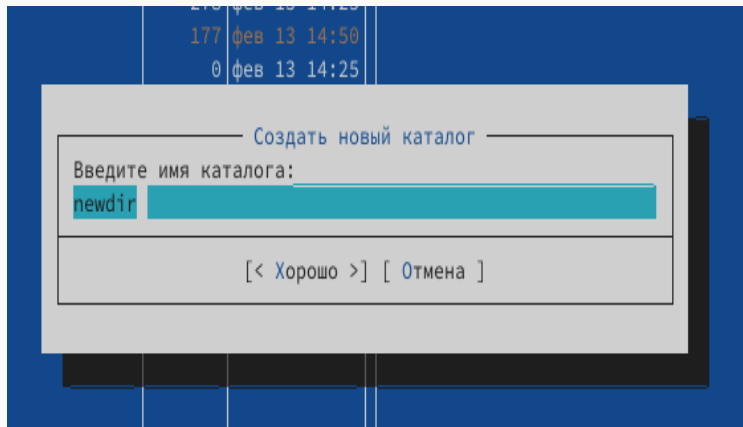 177 фев 13 14:50
0 фев 13 14:25
Создать новый каталог
Введите имя каталога:
newdir
[< Хорошо >] [ Отмена ]